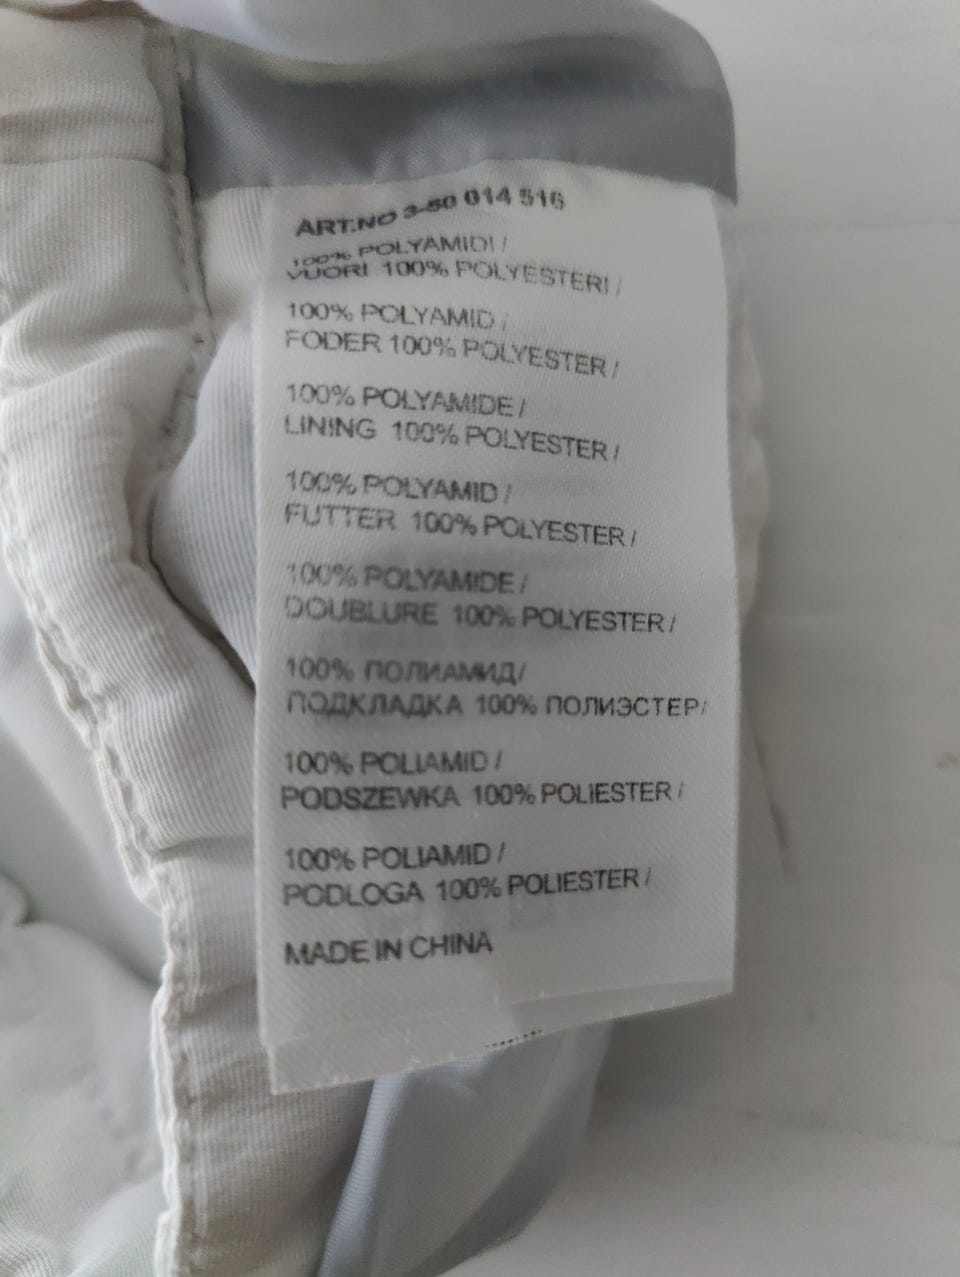 ART.NO 3-50 014 516
100% POLYAMIDI /
VUORI 100% POLYESTERI /
100% POLYAMID /
FODER 100% POLYESTER /
100% POLYAMIDE /
LINING 100% POLYESTER /
100% POLYAMID /
FUTTER 100% POLYESTER /
100% POLYAMIDE /
DOUBLURE 100% POLYESTER /
100% ПОЛИАМИД/
ПОДКЛАДКА 100% ПОЛИЭСТЕР/
100% POLIAMID /
PODSZEWKA 100% POLIESTER /
100% POLIAMID /
PODLOGA 100% POLIESTER /
MADE IN CHINA